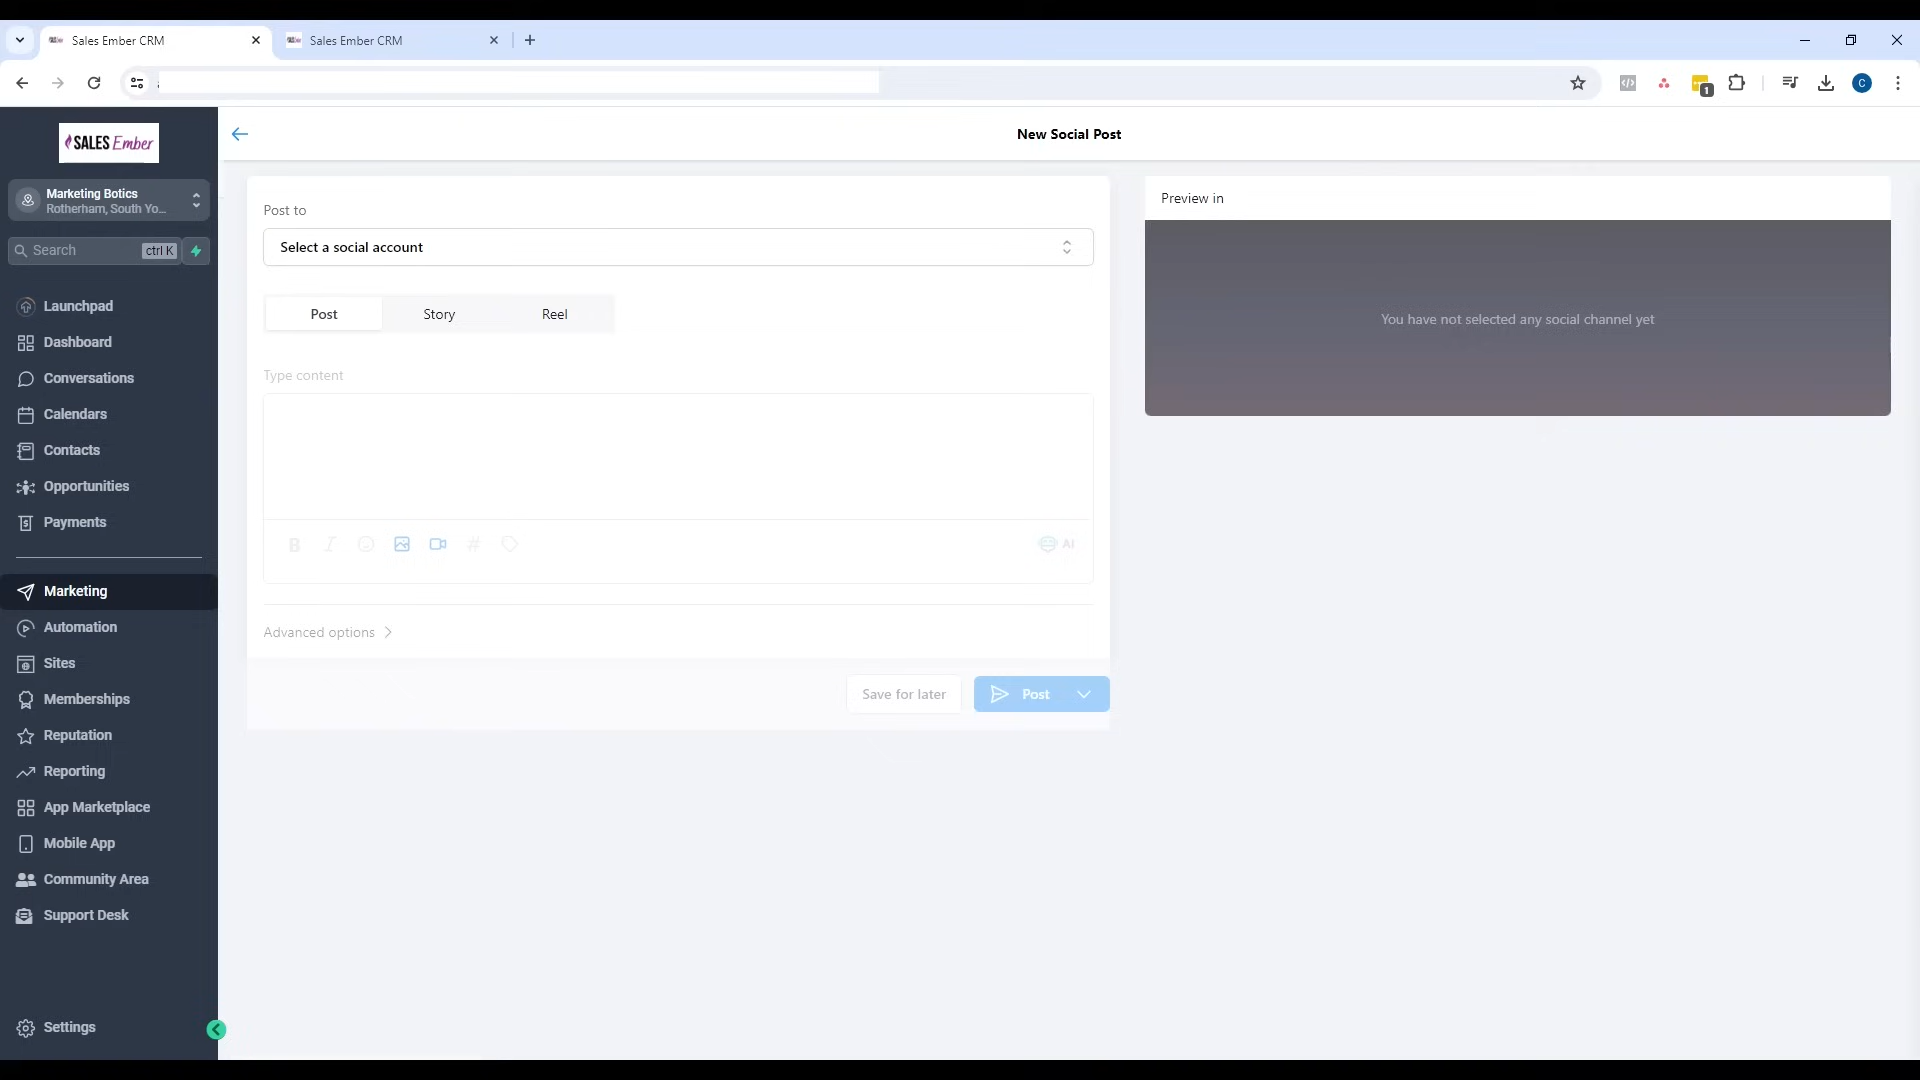 Sales Ember CRM
Sales Ember CRM
1
C
SALES Ember
New Social Post
Marketing Botics
Rotherham, South Yo...
Search
ctrl K
Launchpad
Dashboard
Conversations
Calendars
Contacts
Opportunities
Payments
Marketing
Automation
Sites
Memberships
Reputation
Reporting
App Marketplace
Mobile App
Community Area
Support Desk
Settings
Post to
Select a social account
Post
Story
Reel
Type content
B
I
#
AI
Advanced options
Save for later
Post
Preview in
You have not selected any social channel yet